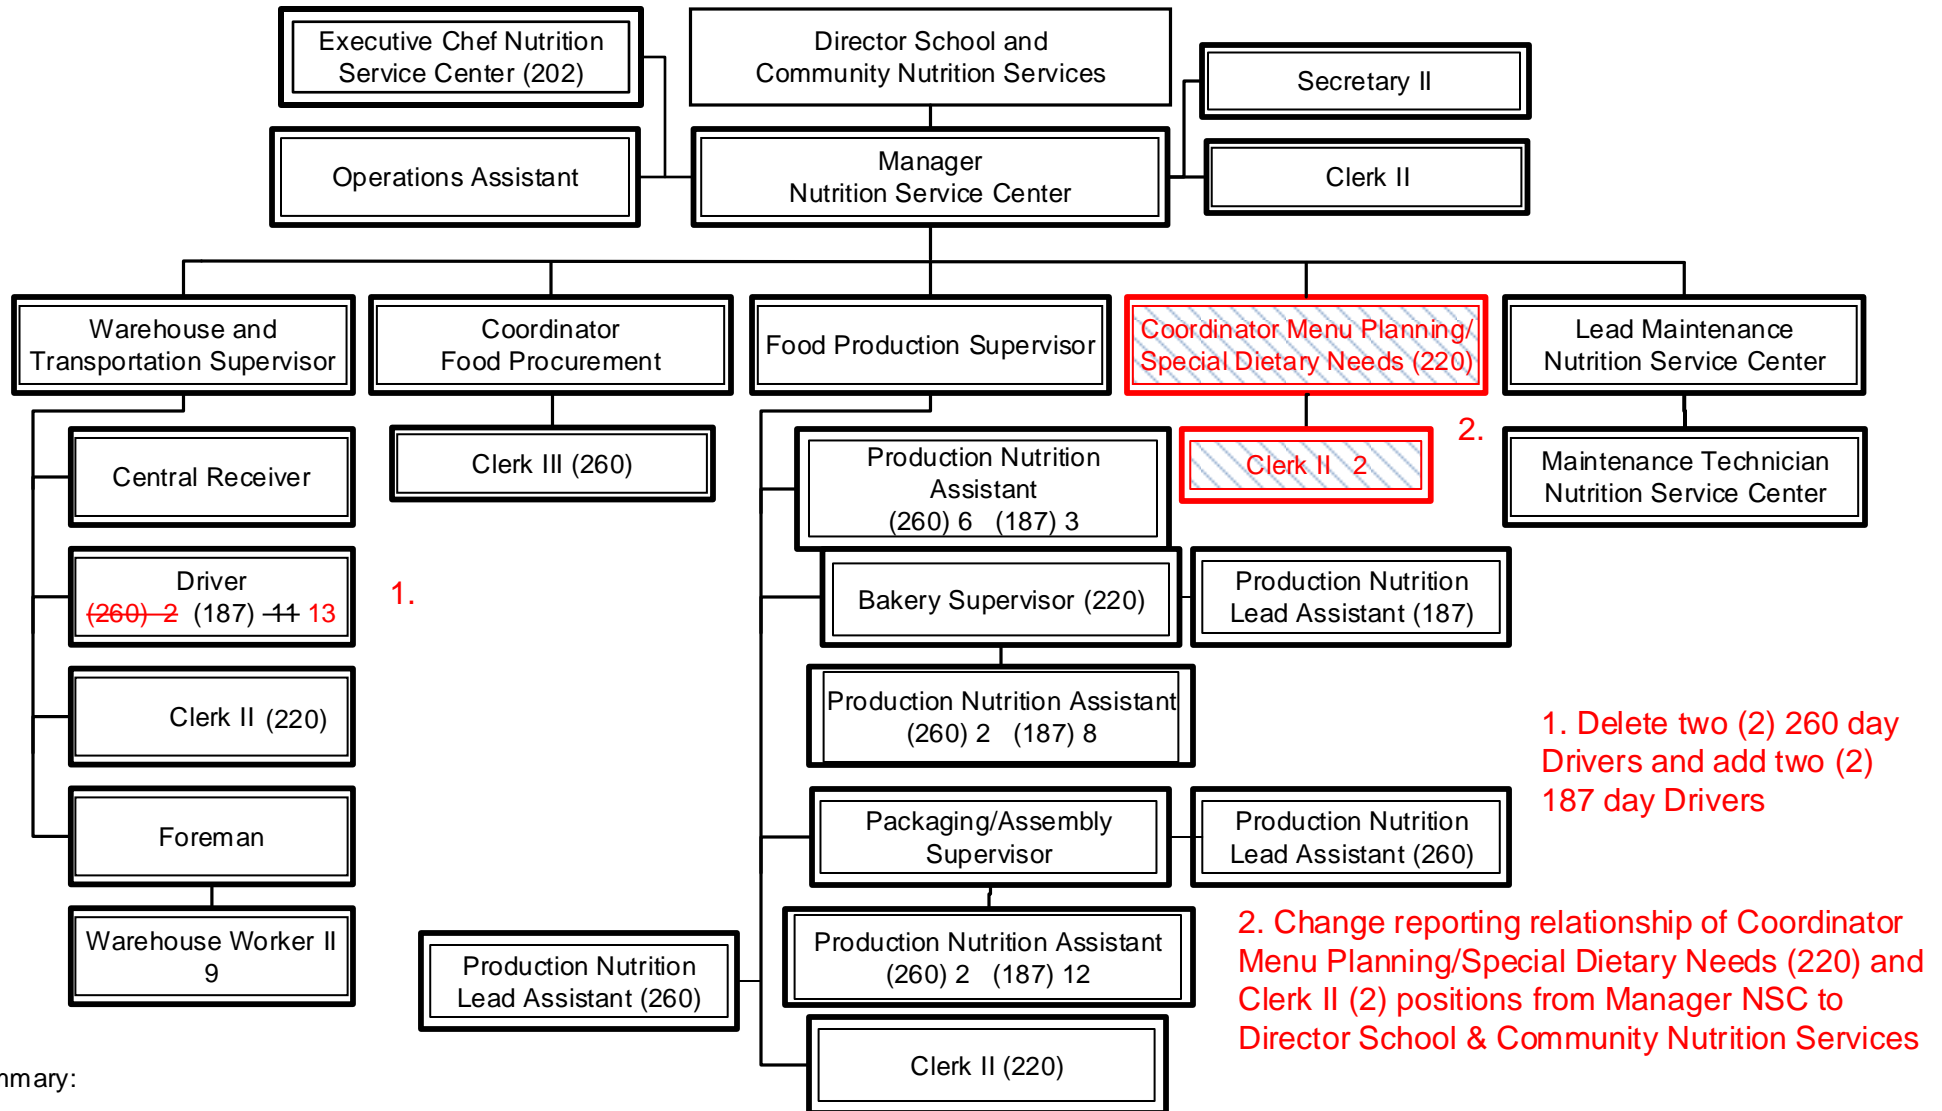 Executive Chef Nutrition
Service Center (202)
Director School and
Community Nutrition Services
Secretary II
Operations Assistant
Manager
Nutrition Service Center
Clerk II
Warehouse and
Transportation Supervisor
Coordinator
Food Procurement
Food Production Supervisor
Coordinator Menu Planning/
Special Dietary Needs (220)
Lead Maintenance
Nutrition Service Center
Central Receiver
Clerk III (260)
Production Nutrition
Assistant
(260) 6 (187) 3
Clerk II 2
2.
Maintenance Technician
Nutrition Service Center
Driver
(260) 2 (187) 11 13
1.
Bakery Supervisor (220)
Production Nutrition
Lead Assistant (187)
Clerk II (220)
Production Nutrition Assistant
(260) 2 (187) 8
1. Delete two (2) 260 day
Drivers and add two (2)
187 day Drivers
Foreman
Packaging/Assembly
Supervisor
Production Nutrition
Lead Assistant (260)
Warehouse Worker II
9
Production Nutrition
Lead Assistant (260)
Production Nutrition Assistant
(260) 2 (187) 12
2. Change reporting relationship of Coordinator
Menu Planning/Special Dietary Needs (220) and
Clerk II (2) positions from Manager NSC to
Director School & Community Nutrition Services
Clerk II (220)
mmary: